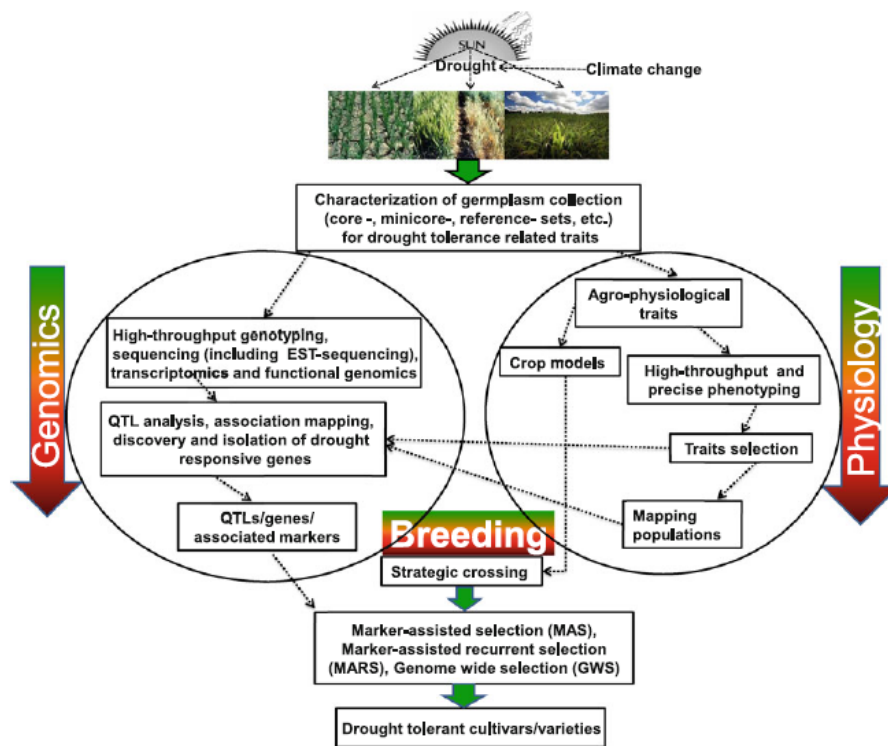 SUN
Drought
Climate change
Characterization of germplasm collection
(core -, minicore-, reference- sets, etc.)
for drought tolerance related traits
Genomics
High-throughput genotyping,
sequencing (including EST-sequencing),
transcriptomics and functional genomics
QTL analysis, association mapping,
discovery and isolation of drought
responsive genes
QTLs/genes/
associated markers
Agro-physiological
traits
Crop models
High-throughput and
precise phenotyping
Traits selection
Mapping
populations
Physiology
Breeding
Strategic crossing
Marker-assisted selection (MAS),
Marker-assisted recurrent selection
(MARS), Genome wide selection (GWS)
Drought tolerant cultivars/varieties